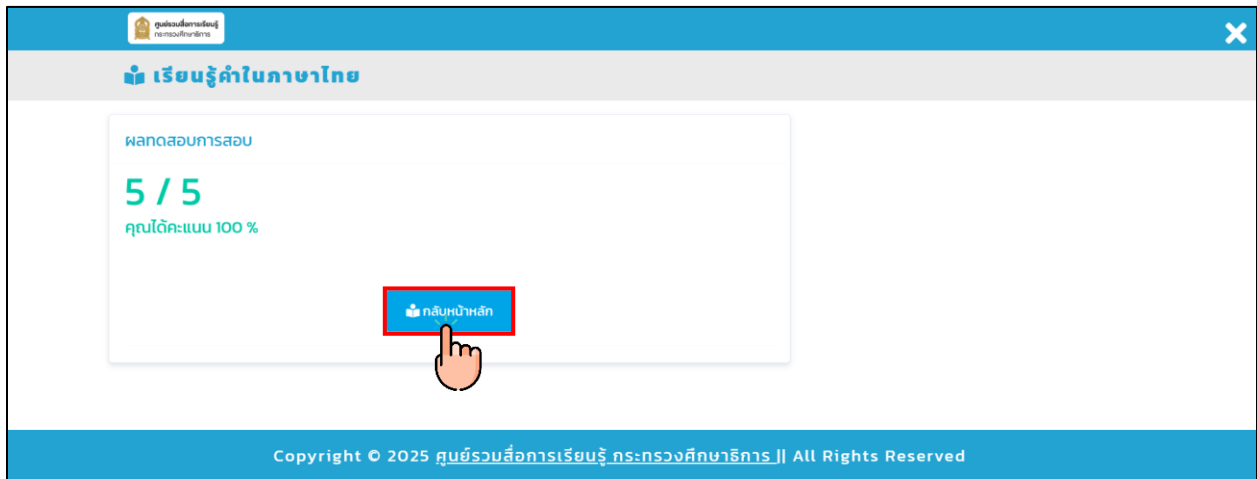 ศูนย์รวมสื่อการเรียนรู้
กระทรวงศึกษาธิการ
เรียนรู้คำในภาษาไทย
ผลทดสอบการสอบ
5 / 5
คุณได้คะแนน 100 %
กลับหน้าหลัก
Copyright © 2025 ศูนย์รวมสื่อการเรียนรู้ กระทรวงศึกษาธิการ || All Rights Reserved